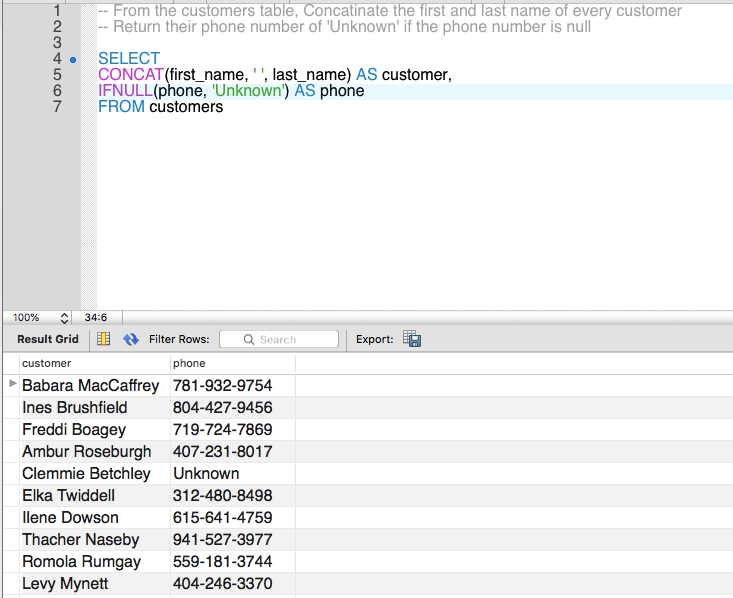 1 -- From the customers table, Concatinate the first and last name of every customer
2 -- Return their phone number of 'Unknown' if the phone number is null
3
4 SELECT
5 CONCAT(first_name, ' ', last_name) AS customer,
6 IFNULL(phone, 'Unknown') AS phone
7 FROM customers
100% 34:6
Result Grid Filter Rows: Search Export:
customer phone
Babara MacCaffrey 781-932-9754
Ines Brushfield 804-427-9456
Freddi Boagey 719-724-7869
Ambur Roseburgh 407-231-8017
Clemmie Betchley Unknown
Elka Twiddell 312-480-8498
Ilene Dowson 615-641-4759
Thacher Naseby 941-527-3977
Romola Rumgay 559-181-3744
Levy Mynett 404-246-3370